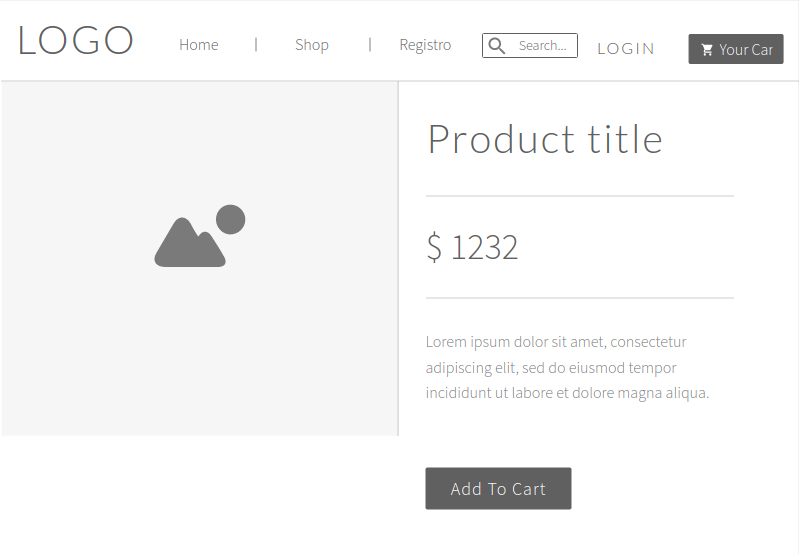 LOGO Home | Shop | Registro Search... LOGIN Your Car
Product title
$ 1232
Lorem ipsum dolor sit amet, consectetur
adipiscing elit, sed do eiusmod tempor
incididunt ut labore et dolore magna aliqua.
Add To Cart